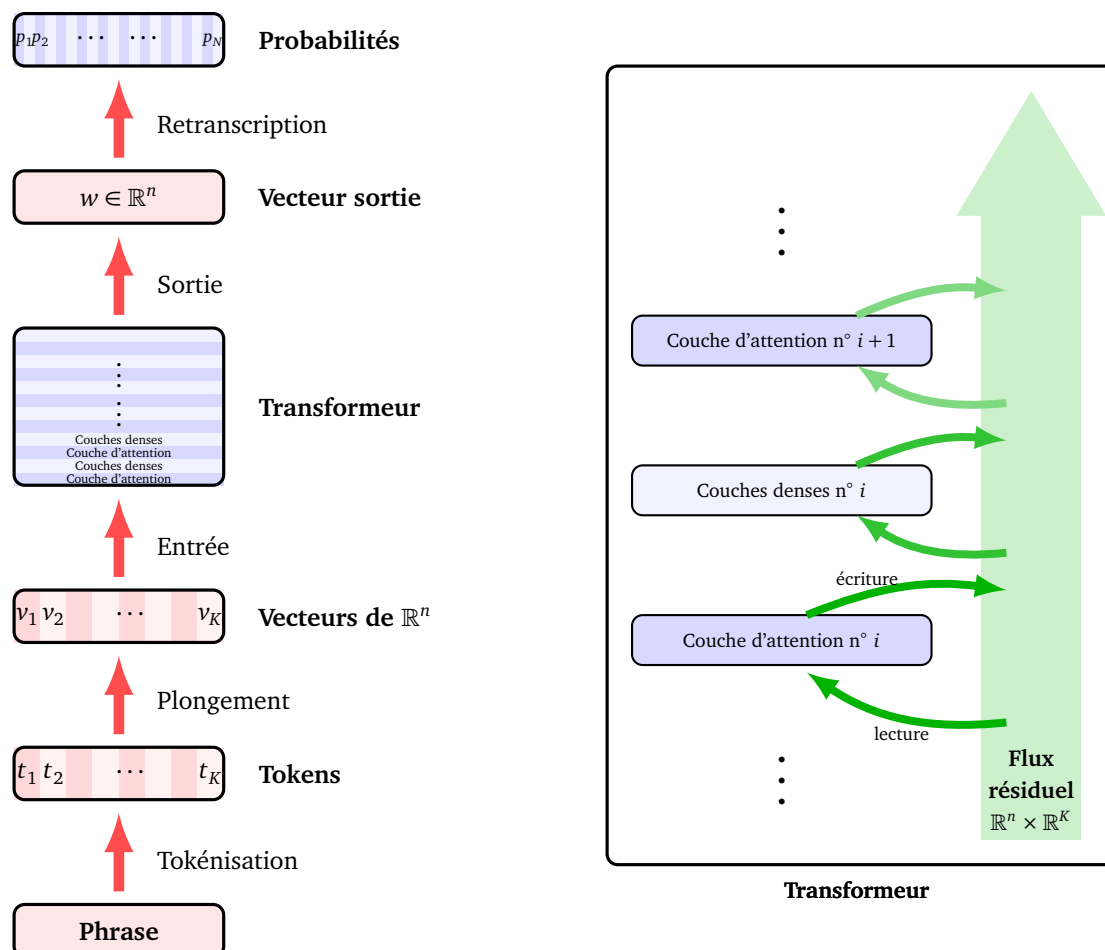 p₁p₂ ⋯ ⋯ p_N
Probabilités
Retranscription
w ∈ ℝⁿ
Vecteur sortie
Sortie
⋮
⋮
Couches denses
Couche d'attention
Couches denses
Couche d'attention
Transformeur
Entrée
v₁ v₂ ⋯ v_K
Vecteurs de ℝⁿ
Plongement
t₁ t₂ ⋯ t_K
Tokens
Tokénisation
Phrase
⋮
Couche d'attention n° i + 1
Couches denses n° i
écriture
Couche d'attention n° i
lecture
⋮
Flux
résiduel
ℝⁿ × ℝᴷ
Transformeur